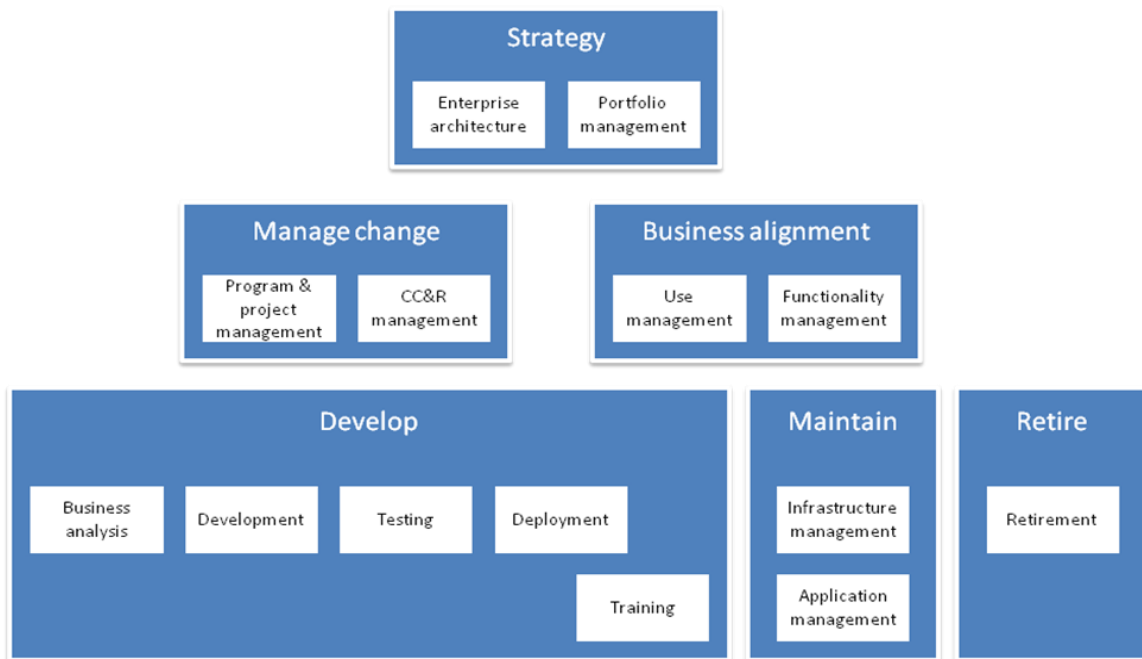 Strategy
Enterprise
architecture
Portfolio
management
Manage change
Program &
project
management
CC&R
management
Business alignment
Use
management
Functionality
management
Develop
Business
analysis
Development
Testing
Deployment
Training
Maintain
Infrastructure
management
Application
management
Retire
Retirement